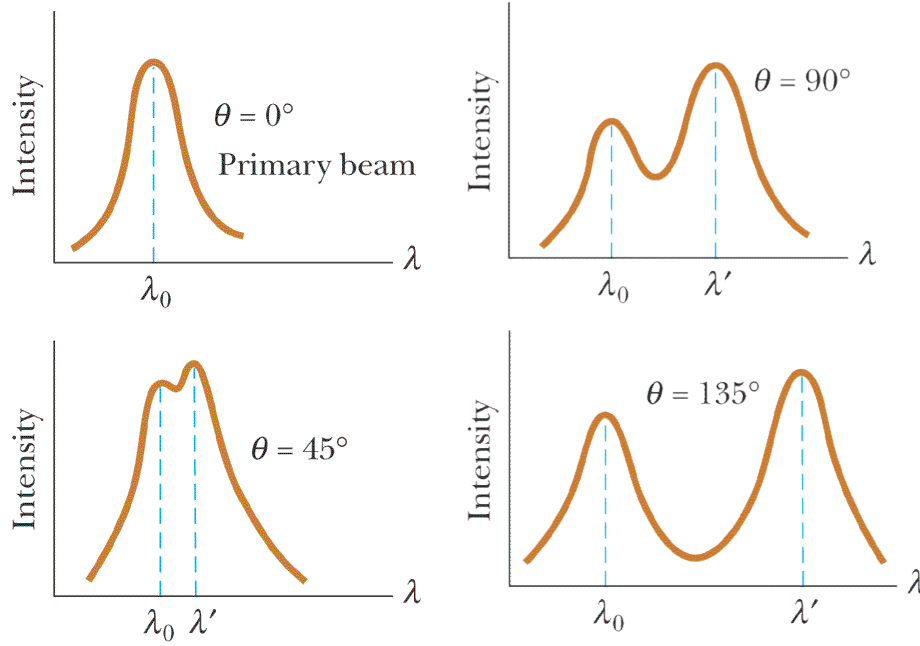 Intensity
θ = 0°
Primary beam
λ
λ₀
Intensity
θ = 90°
λ
λ₀
λ′
Intensity
θ = 45°
λ
λ₀
λ′
Intensity
θ = 135°
λ
λ₀
λ′